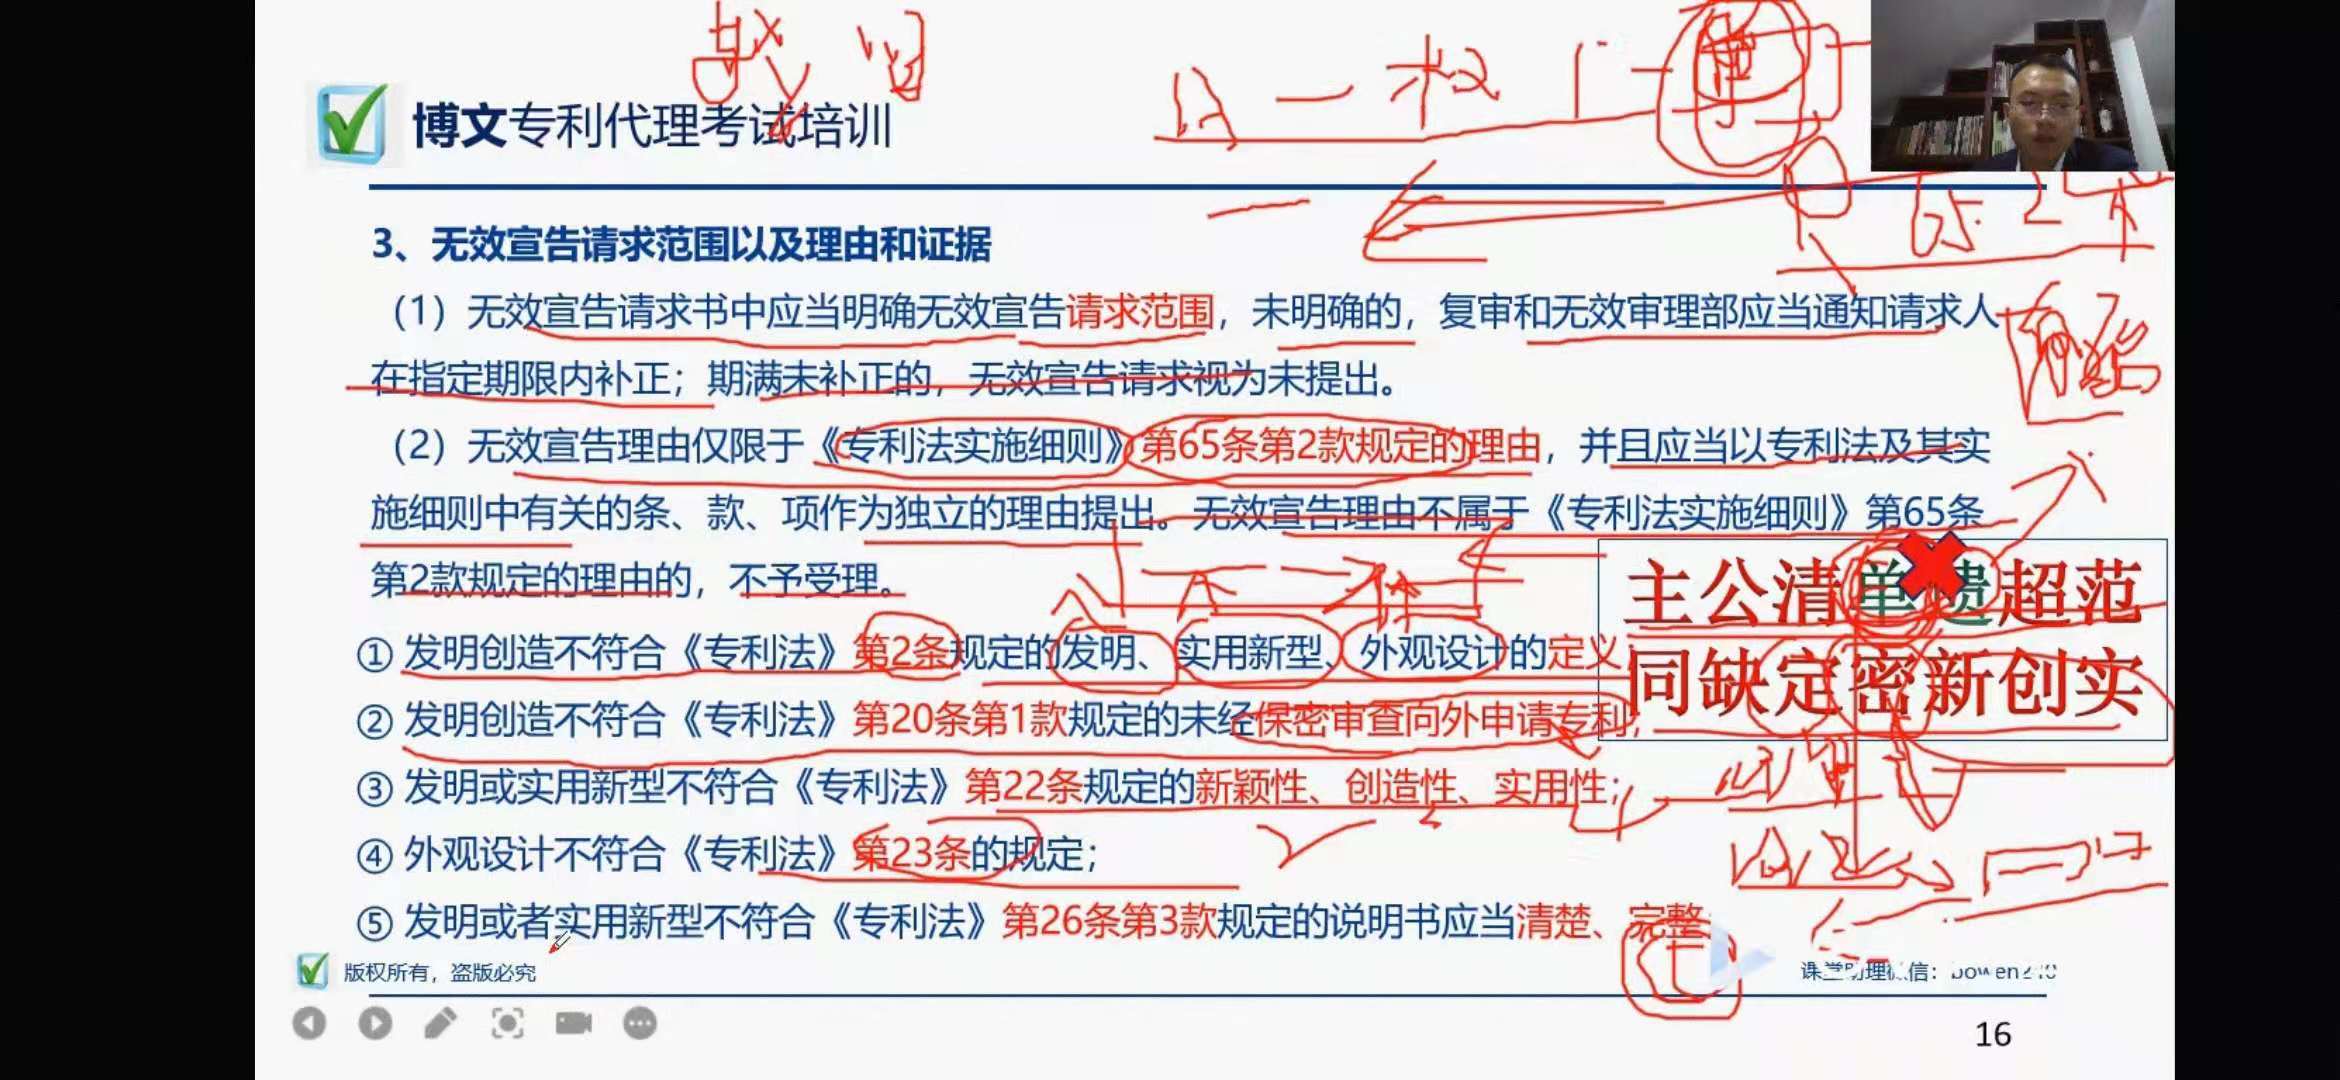 博文专利代理考试培训
3、无效宣告请求范围以及理由和证据
（1）无效宣告请求书中应当明确无效宣告请求范围，未明确的，复审和无效审理部应当通知请求人
在指定期限内补正；期满未补正的，无效宣告请求视为未提出。
（2）无效宣告理由仅限于《专利法实施细则》第65条第2款规定的理由，并且应当以专利法及其实
施细则中有关的条、款、项作为独立的理由提出。无效宣告理由不属于《专利法实施细则》第65条
第2款规定的理由的，不予受理。
主公清单遗超范
同缺定密新创实
① 发明创造不符合《专利法》第2条规定的发明、实用新型、外观设计的定义；
② 发明创造不符合《专利法》第20条第1款规定的未经保密审查向外申请专利；
③ 发明或实用新型不符合《专利法》第22条规定的新颖性、创造性、实用性；
④ 外观设计不符合《专利法》第23条的规定；
⑤ 发明或者实用新型不符合《专利法》第26条第3款规定的说明书应当清楚、完整
版权所有，盗版必究
课堂助理微信：bowen210
16